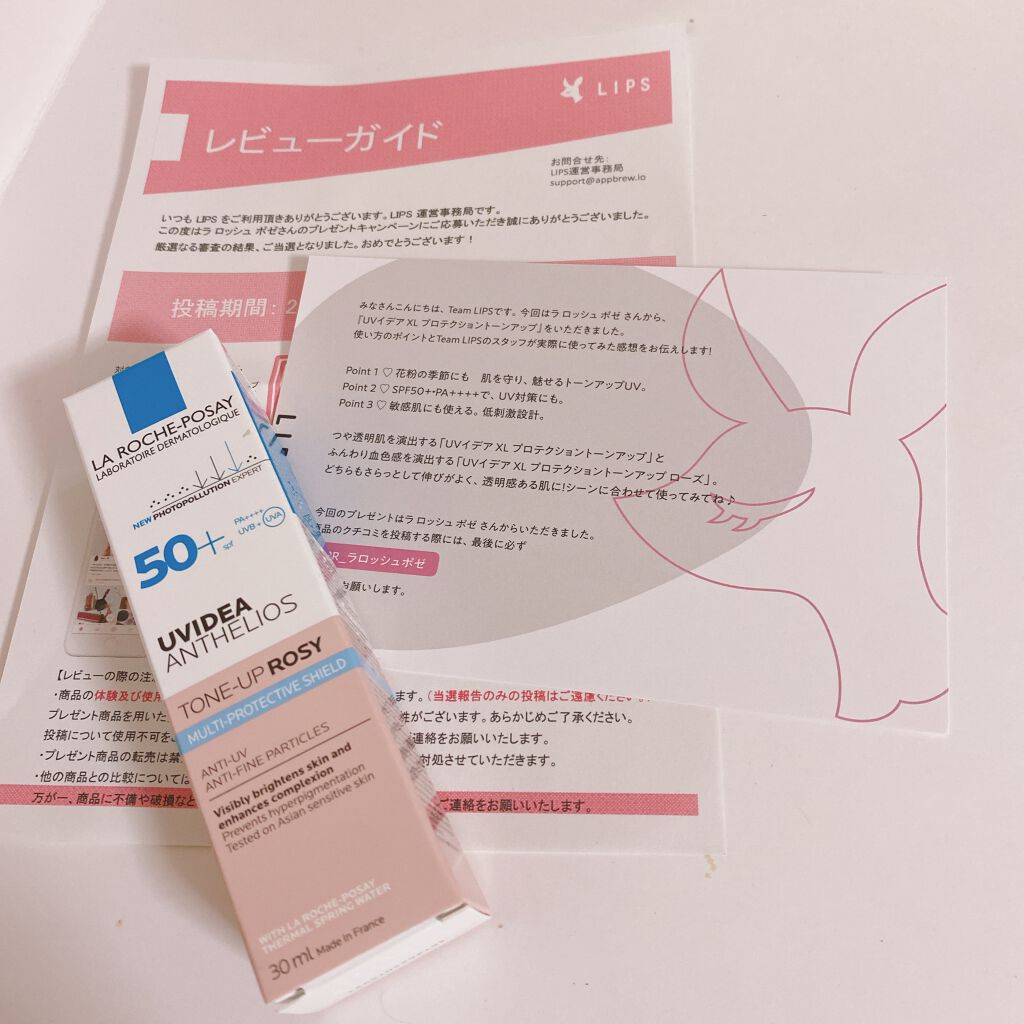 LIPS
レビューガイド
お問合せ先：
LIPS運営事務局
support@appbrew.io
いつも LIPS をご利用頂きありがとうございます。LIPS 運営事務局です。
この度はラ ロッシュ ポゼさんのプレゼントキャンペーンにご応募いただき誠にありがとうございました。
厳選なる審査の結果、ご当選となりました。おめでとうございます！
投稿期間：2
みなさんこんにちは、Team LIPSです。今回はラ ロッシュ ポゼ さんから、
「UVイデア XL プロテクショントーンアップ」をいただきました。
使い方のポイントとTeam LIPSのスタッフが実際に使ってみた感想をお伝えします!
Point 1 ♡ 花粉の季節にも 肌を守り、魅せるトーンアップUV。
Point 2 ♡ SPF50+・PA++++で、UV対策にも。
Point 3 ♡ 敏感肌にも使える。低刺激設計。
つや透明肌を演出する「UVイデア XL プロテクショントーンアップ」と
ふんわり血色感を演出する「UVイデア XL プロテクショントーンアップ ローズ」。
どちらもさらっとして伸びがよく、透明感ある肌に!シーンに合わせて使ってみてね♪
今回のプレゼントはラ ロッシュ ポゼ さんからいただきました。
商品のクチコミを投稿する際には、最後に必ず
PR_ラロッシュポゼ
お願いします。
LA ROCHE-POSAY
LABORATOIRE DERMATOLOGIQUE
NEW PHOTOPOLLUTION EXPERT
50+ spf
PA++++
UVB+ UVA
UVIDEA
ANTHELIOS
TONE-UP ROSY
MULTI-PROTECTIVE SHIELD
ANTI-UV
ANTI-FINE PARTICLES
Visibly brightens skin and
enhances complexion
Prevents hyperpigmentation
Tested on Asian sensitive skin
WITH LA ROCHE-POSAY
THERMAL SPRING WATER
30 ml Made in France
【レビューの際の注
・商品の体験及び使用 ます。（当選報告のみの投稿はご遠慮ください。
プレゼント商品を用いた 性がございます。あらかじめご了承ください。
投稿について使用不可を ご連絡をお願いいたします。
・プレゼント商品の転売は禁 対処させていただきます。
・他の商品との比較については
万が一、商品に不備や破損など ご連絡をお願いいたします。